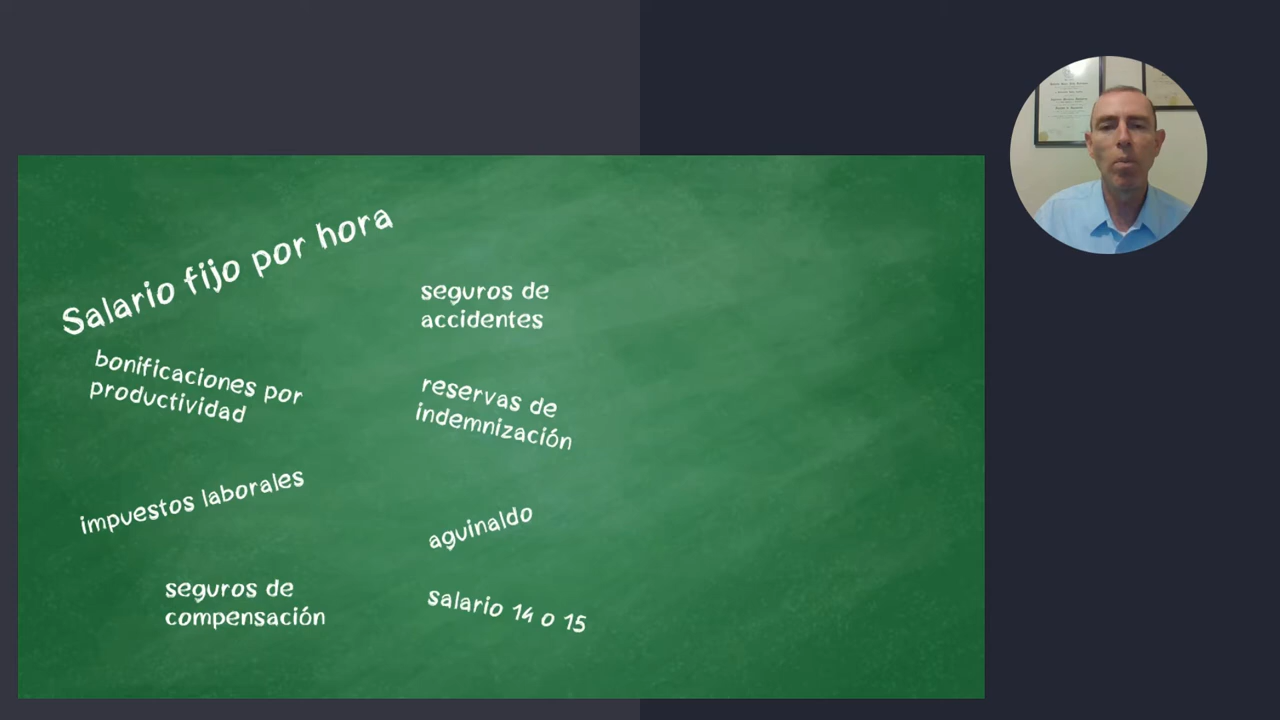 Salario fijo por hora
bonificaciones por
productividad
impuestos laborales
seguros de
compensación
seguros de
accidentes
reservas de
indemnización
aguinaldo
salario 14 o 15